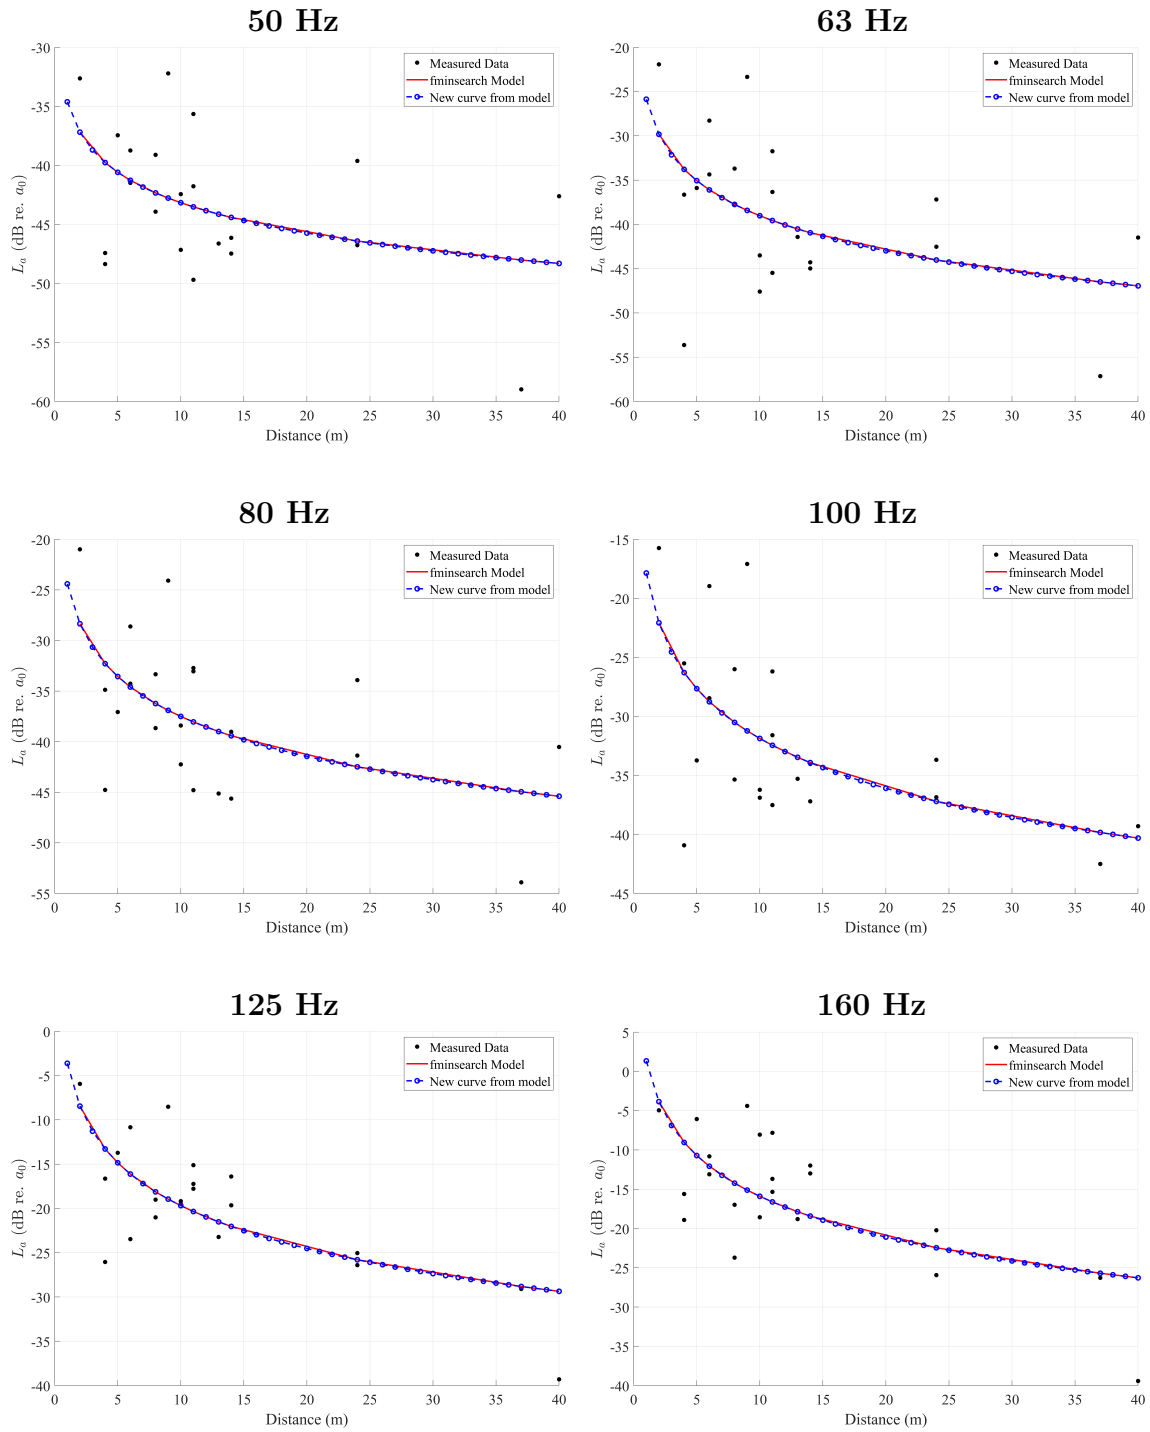 50 Hz
-30
-35
-40
-45
-50
-55
-60
0 5 10 15 20 25 30 35 40
Distance (m)
L_a (dB re. a_0)
Measured Data
fminsearch Model
New curve from model
63 Hz
-20
-25
-30
-35
-40
-45
-50
-55
-60
0 5 10 15 20 25 30 35 40
Distance (m)
L_a (dB re. a_0)
Measured Data
fminsearch Model
New curve from model
80 Hz
-20
-25
-30
-35
-40
-45
-50
-55
0 5 10 15 20 25 30 35 40
Distance (m)
L_a (dB re. a_0)
Measured Data
fminsearch Model
New curve from model
100 Hz
-15
-20
-25
-30
-35
-40
-45
0 5 10 15 20 25 30 35 40
Distance (m)
L_a (dB re. a_0)
Measured Data
fminsearch Model
New curve from model
125 Hz
0
-5
-10
-15
-20
-25
-30
-35
-40
0 5 10 15 20 25 30 35 40
Distance (m)
L_a (dB re. a_0)
Measured Data
fminsearch Model
New curve from model
160 Hz
5
0
-5
-10
-15
-20
-25
-30
-35
-40
0 5 10 15 20 25 30 35 40
Distance (m)
L_a (dB re. a_0)
Measured Data
fminsearch Model
New curve from model